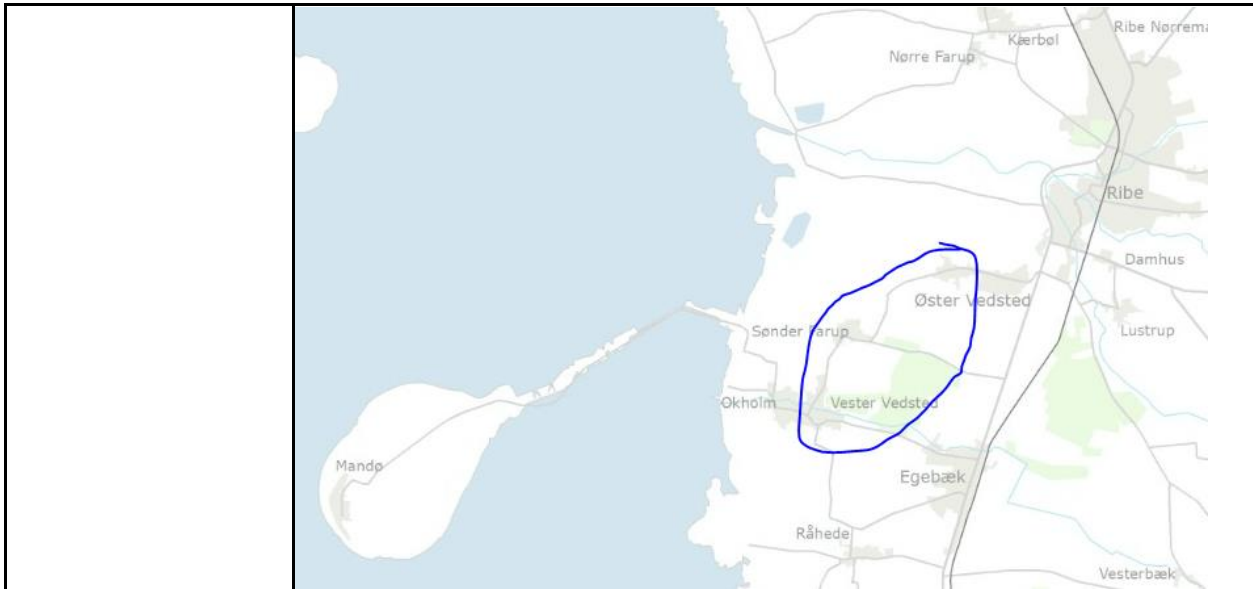 Ribe Nørrema
Kærbøl
Nørre Farup
Ribe
Damhus
Øster Vedsted
Sønder Farup
Lustrup
Okholm
Vester Vedsted
Mandø
Egebæk
Råhede
Vesterbæk